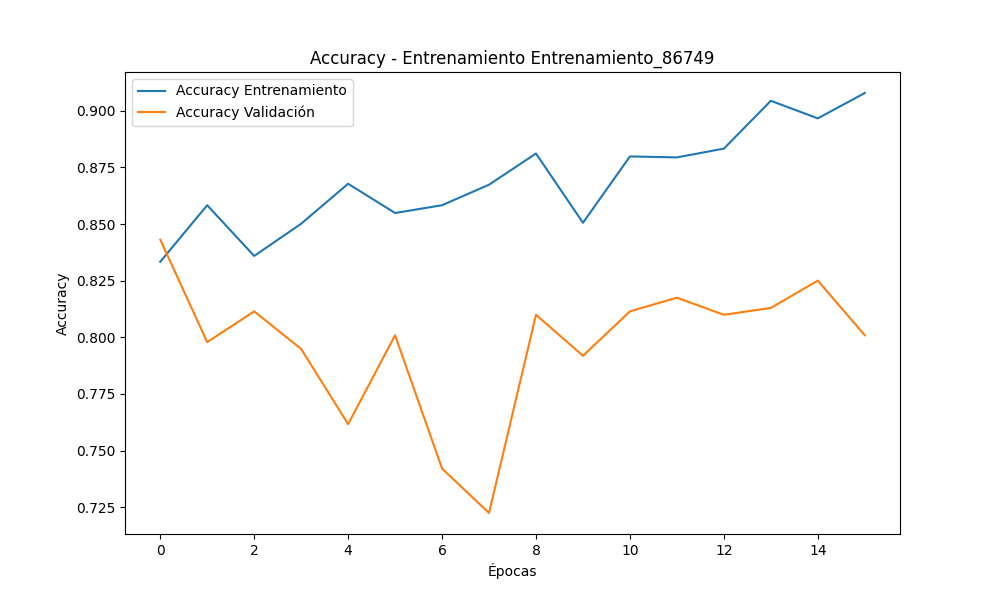 Accuracy - Entrenamiento Entrenamiento_86749
Accuracy Entrenamiento
Accuracy Validación
Accuracy
0.900
0.875
0.850
0.825
0.800
0.775
0.750
0.725
0 2 4 6 8 10 12 14
Épocas